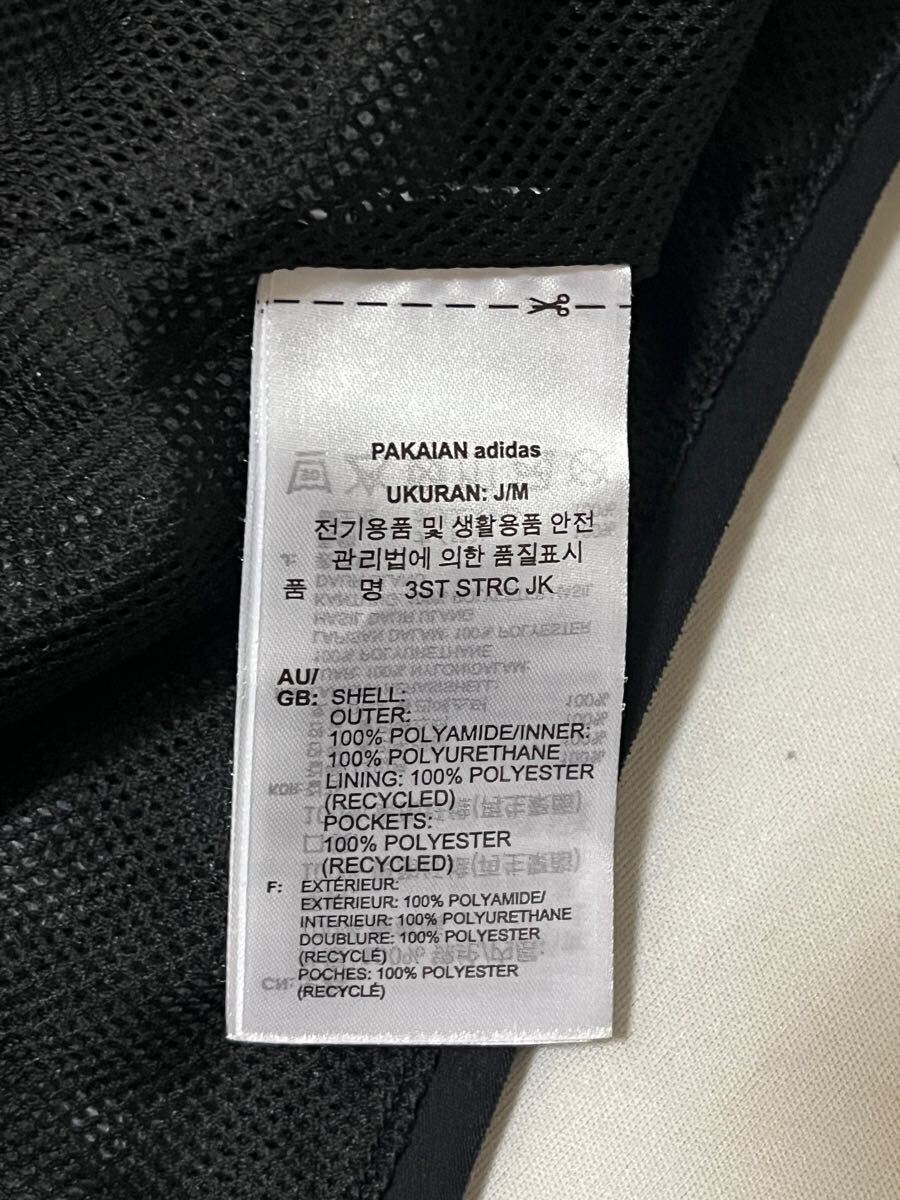 PAKAIAN adidas
UKURAN: J/M
전기용품 및 생활용품 안전
관리법에 의한 품질표시
품 명 3ST STRC JK
AU/
GB: SHELL:
OUTER:
100% POLYAMIDE/INNER:
100% POLYURETHANE
LINING: 100% POLYESTER
(RECYCLED)
POCKETS:
100% POLYESTER
(RECYCLED)
F: EXTÉRIEUR:
EXTÉRIEUR: 100% POLYAMIDE/
INTERIEUR: 100% POLYURETHANE
DOUBLURE: 100% POLYESTER
(RECYCLÉ)
POCHES: 100% POLYESTER
(RECYCLÉ)